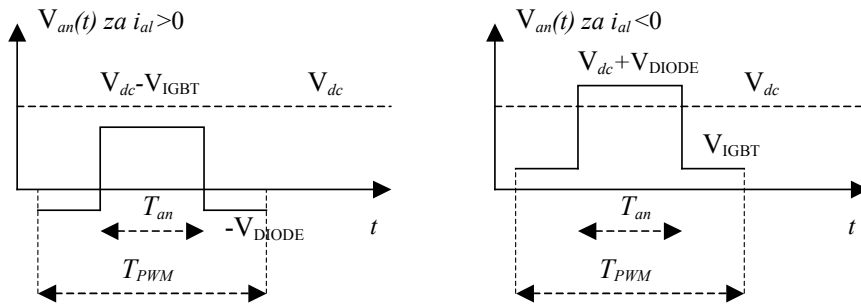 V_an(t) za i_al>0
V_dc-V_IGBT
V_dc
T_an
-V_DIODE
t
T_PWM
V_an(t) za i_al<0
V_dc+V_DIODE
V_dc
V_IGBT
T_an
t
T_PWM